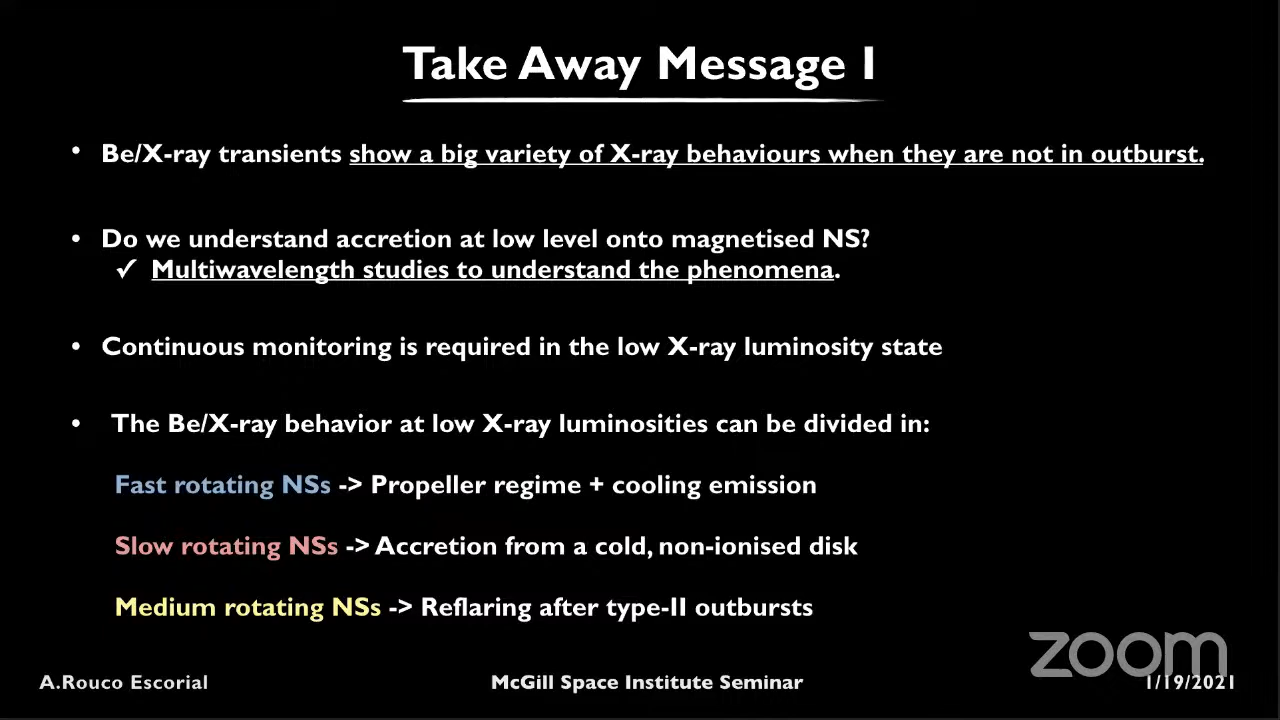 Take Away Message I
• Be/X-ray transients show a big variety of X-ray behaviours when they are not in outburst.
• Do we understand accretion at low level onto magnetised NS?
✓ Multiwavelength studies to understand the phenomena.
• Continuous monitoring is required in the low X-ray luminosity state
• The Be/X-ray behavior at low X-ray luminosities can be divided in:
Fast rotating NSs -> Propeller regime + cooling emission
Slow rotating NSs -> Accretion from a cold, non-ionised disk
Medium rotating NSs -> Reflaring after type-II outbursts
zoom
A.Rouco Escorial McGill Space Institute Seminar 1/19/2021